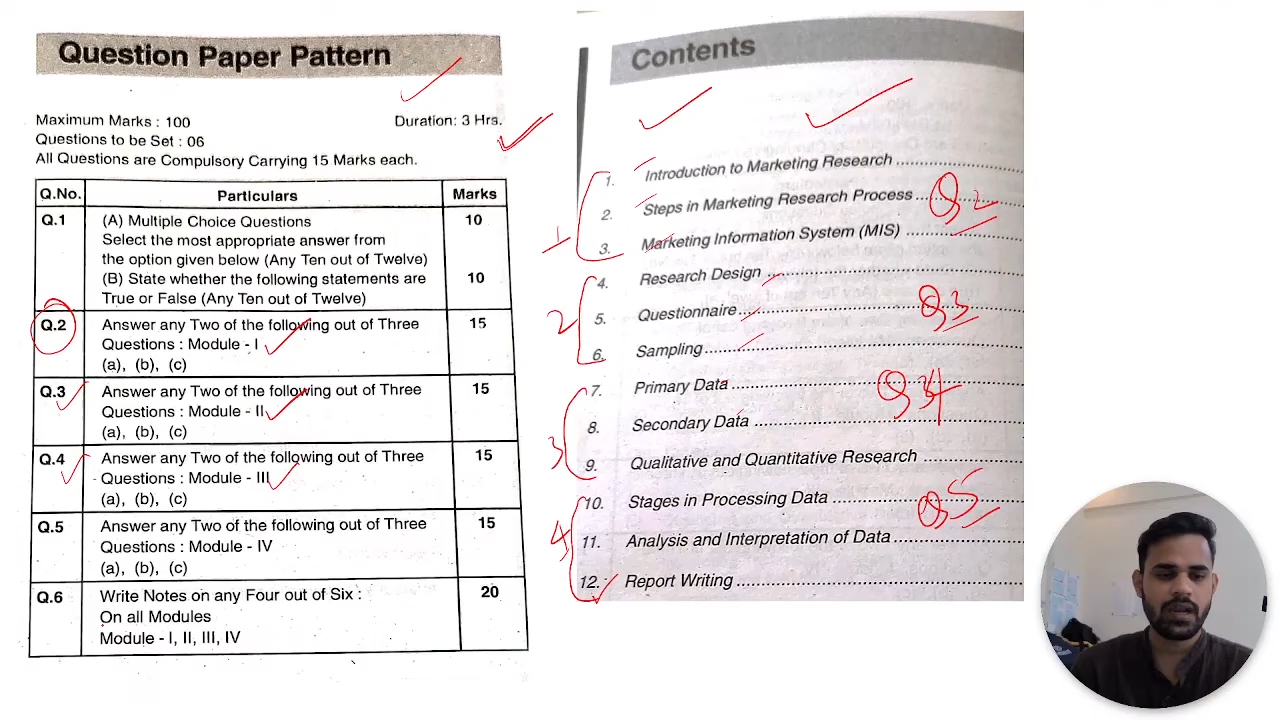 Question Paper Pattern
Maximum Marks : 100 Duration: 3 Hrs.
Questions to be Set : 06
All Questions are Compulsory Carrying 15 Marks each.
Q.No. Particulars Marks
Q.1 (A) Multiple Choice Questions 10
Select the most appropriate answer from
the option given below (Any Ten out of Twelve)
(B) State whether the following statements are 10
True or False (Any Ten out of Twelve)
Q.2 Answer any Two of the following out of Three 15
Questions : Module - I
(a), (b), (c)
Q.3 Answer any Two of the following out of Three 15
Questions : Module - II
(a), (b), (c)
Q.4 Answer any Two of the following out of Three 15
Questions : Module - III
(a), (b), (c)
Q.5 Answer any Two of the following out of Three 15
Questions : Module - IV
(a), (b), (c)
Q.6 Write Notes on any Four out of Six : 20
On all Modules
Module - I, II, III, IV
Contents
1. Introduction to Marketing Research
2. Steps in Marketing Research Process
3. Marketing Information System (MIS)
1
Q2
4. Research Design
5. Questionnaire
6. Sampling
2
Q3
7. Primary Data
8. Secondary Data
9. Qualitative and Quantitative Research
3
Q4
10. Stages in Processing Data
11. Analysis and Interpretation of Data
12. Report Writing
4
Q5